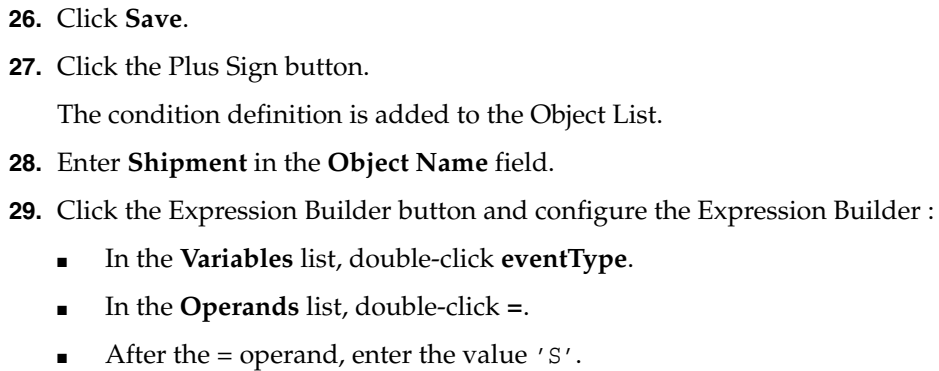 26. Click Save.
27. Click the Plus Sign button.
The condition definition is added to the Object List.
28. Enter Shipment in the Object Name field.
29. Click the Expression Builder button and configure the Expression Builder :
■ In the Variables list, double-click eventType.
■ In the Operands list, double-click =.
■ After the = operand, enter the value 'S'.